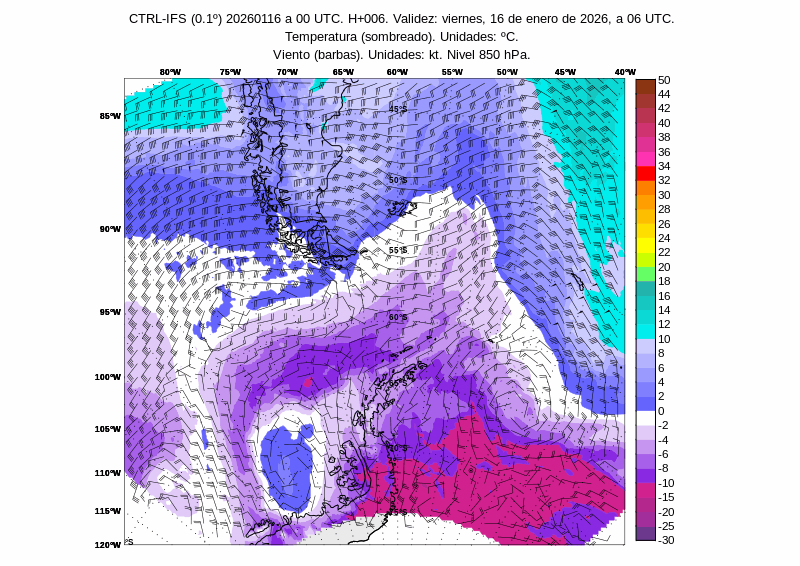 CTRL-IFS (0.1º) 20260116 a 00 UTC. H+006. Validez: viernes, 16 de enero de 2026, a 06 UTC.
Temperatura (sombreado). Unidades: ºC.
Viento (barbas). Unidades: kt. Nivel 850 hPa.
80°W 75°W 70°W 65°W 60°W 55°W 50°W 45°W 40°W
85°W
90°W
95°W
100°W
105°W
110°W
115°W
120°W
45°S
50°S
55°S
60°S
65°S
70°S
75°S
50
44
42
40
38
36
34
32
30
28
26
24
22
20
18
16
14
12
10
8
6
4
2
0
-2
-4
-6
-8
-10
-15
-20
-25
-30